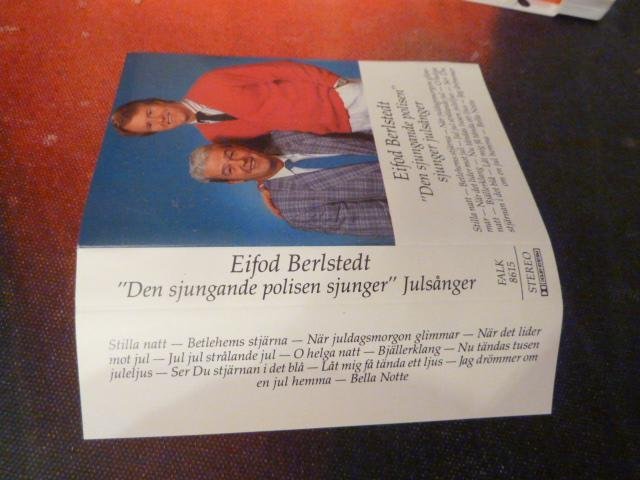 Eifod Berlstedt
"Den sjungande polisen"
sjunger julsånger
Eifod Berlstedt
"Den sjungande polisen sjunger" Julsånger
FALK
8615
STEREO
Stilla natt — Betlehems stjärna — När juldagsmorgon glimmar — När det lider
mot jul — Jul jul strålande jul — O helga natt — Bjällerklang — Nu tändas tusen
juleljus — Ser Du stjärnan i det blå — Låt mig få tända ett ljus — Jag drömmer om
en jul hemma — Bella Notte